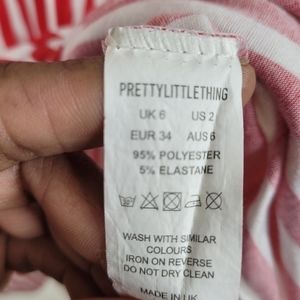 PRETTYLITTLETHING
UK 6 US 2
EUR 34 AUS 6
95% POLYESTER
5% ELASTANE
WASH WITH SIMILAR
COLOURS
IRON ON REVERSE
DO NOT DRY CLEAN
MADE IN UK